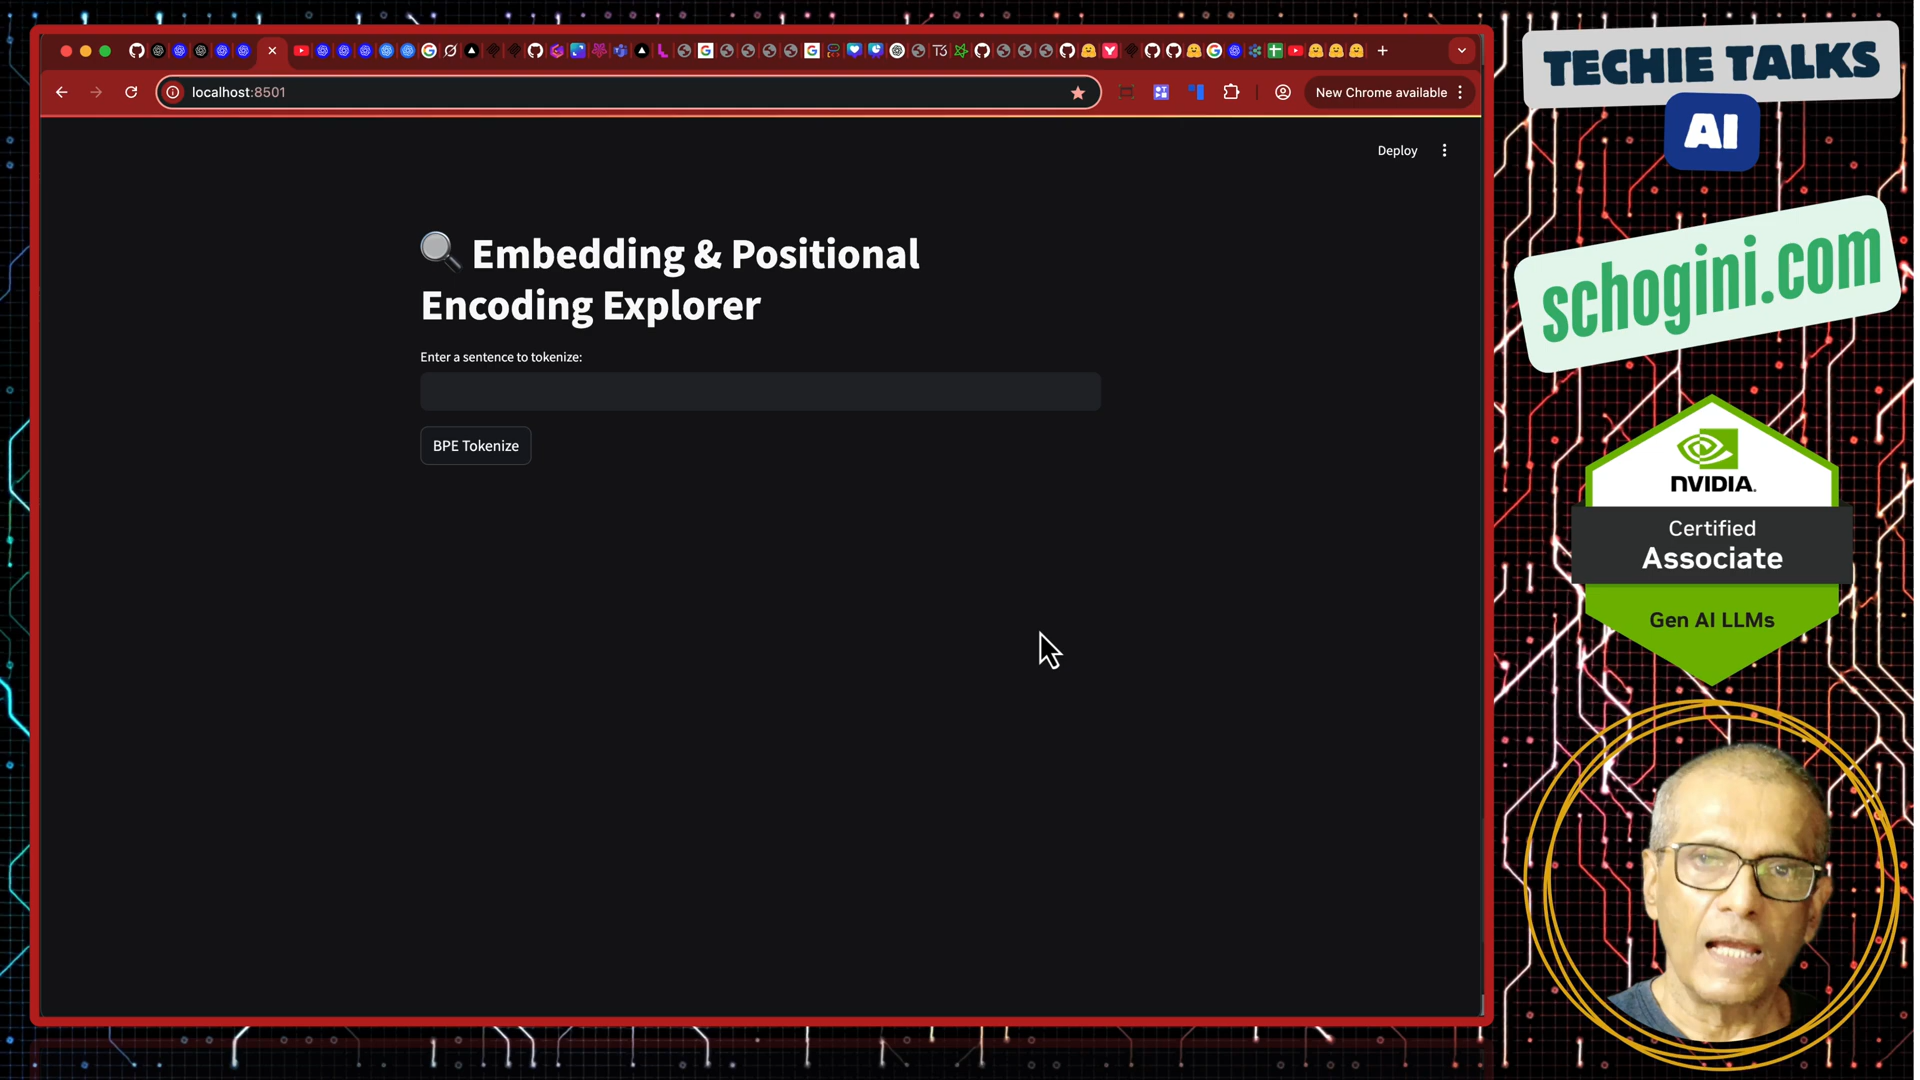 localhost:8501
New Chrome available
Deploy
Embedding & Positional
Encoding Explorer
Enter a sentence to tokenize:
BPE Tokenize
TECHIE TALKS
AI
schogini.com
NVIDIA.
Certified
Associate
Gen AI LLMs